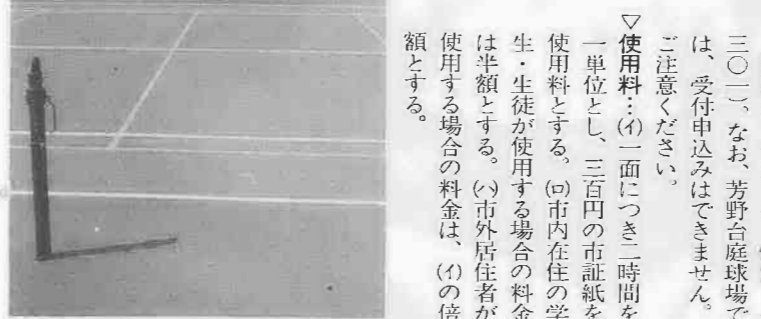 三〇一)。なお、芳野台庭球場で
は、受付申込みはできません。
ご注意ください。
▽使用料…(イ)一面につき二時間を
一単位とし、三百円の市証紙を
使用料とする。(ロ)市内在住の学
生・生徒が使用する場合の料金
は半額とする。(ハ)市外居住者が
使用する場合の料金は、(イ)の倍
額とする。